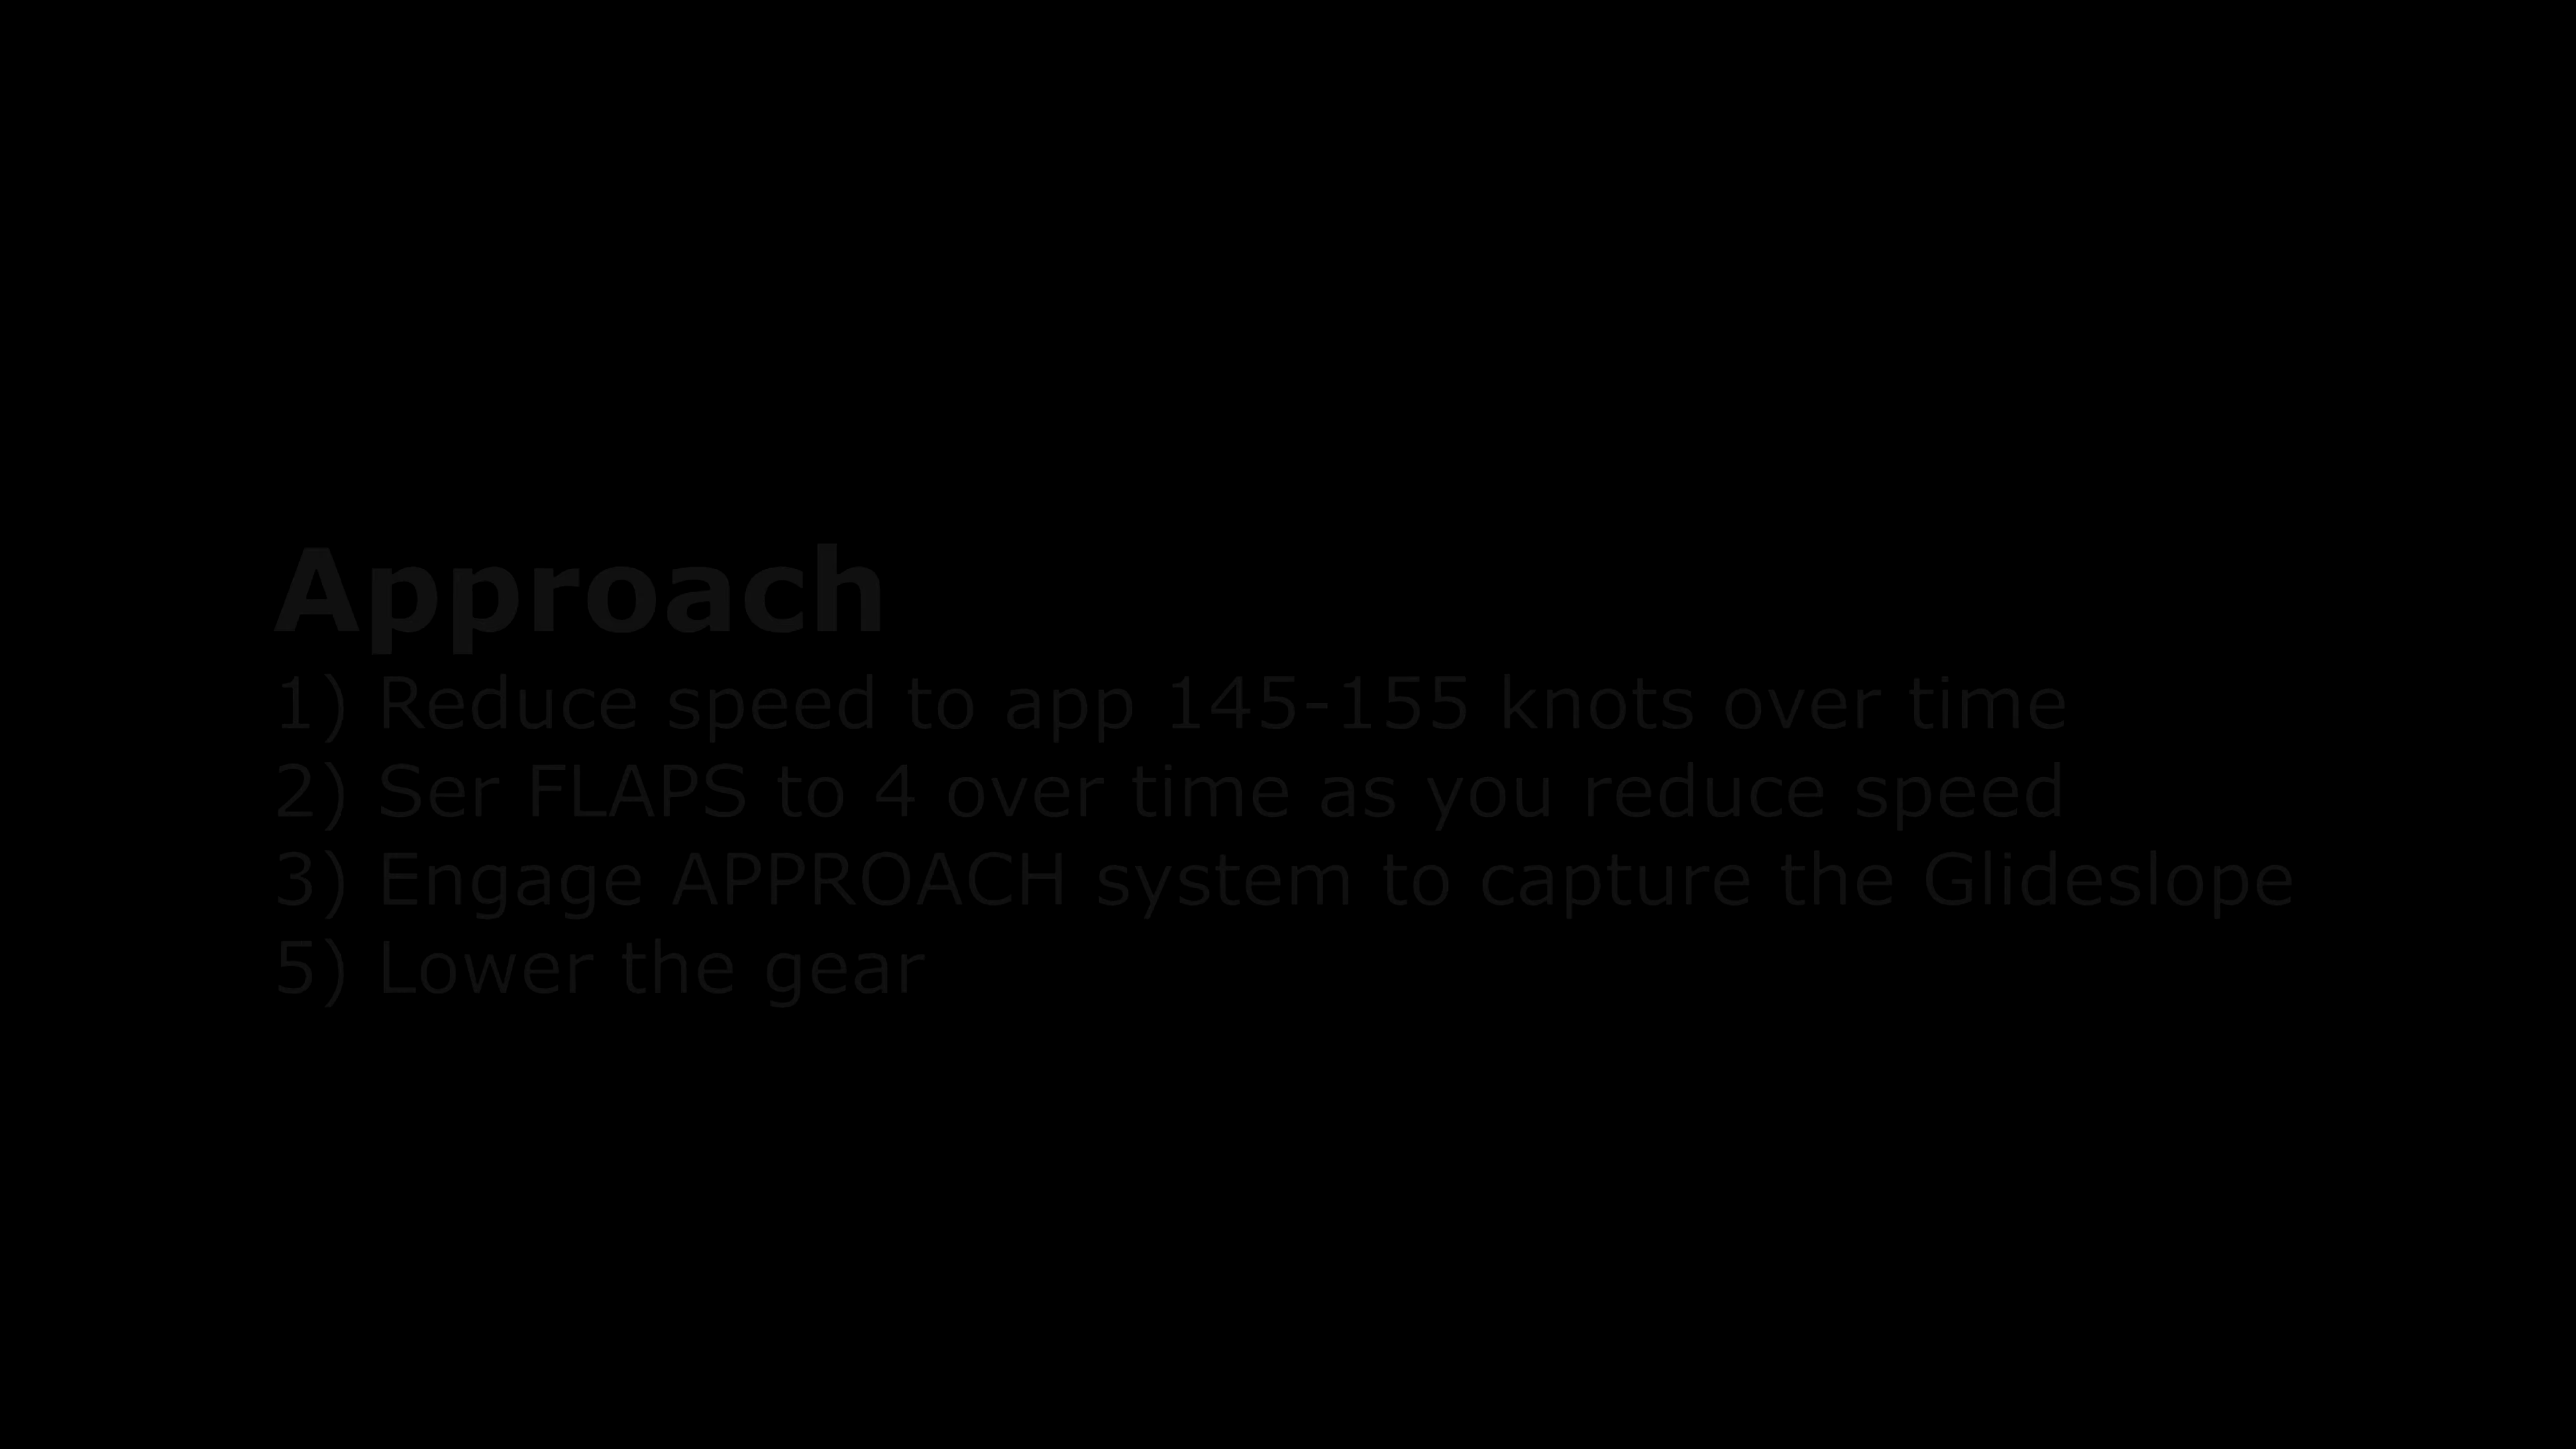 Approach
1) Reduce speed to app 145-155 knots over time
2) Ser FLAPS to 4 over time as you reduce speed
3) Engage APPROACH system to capture the Glideslope
5) Lower the gear